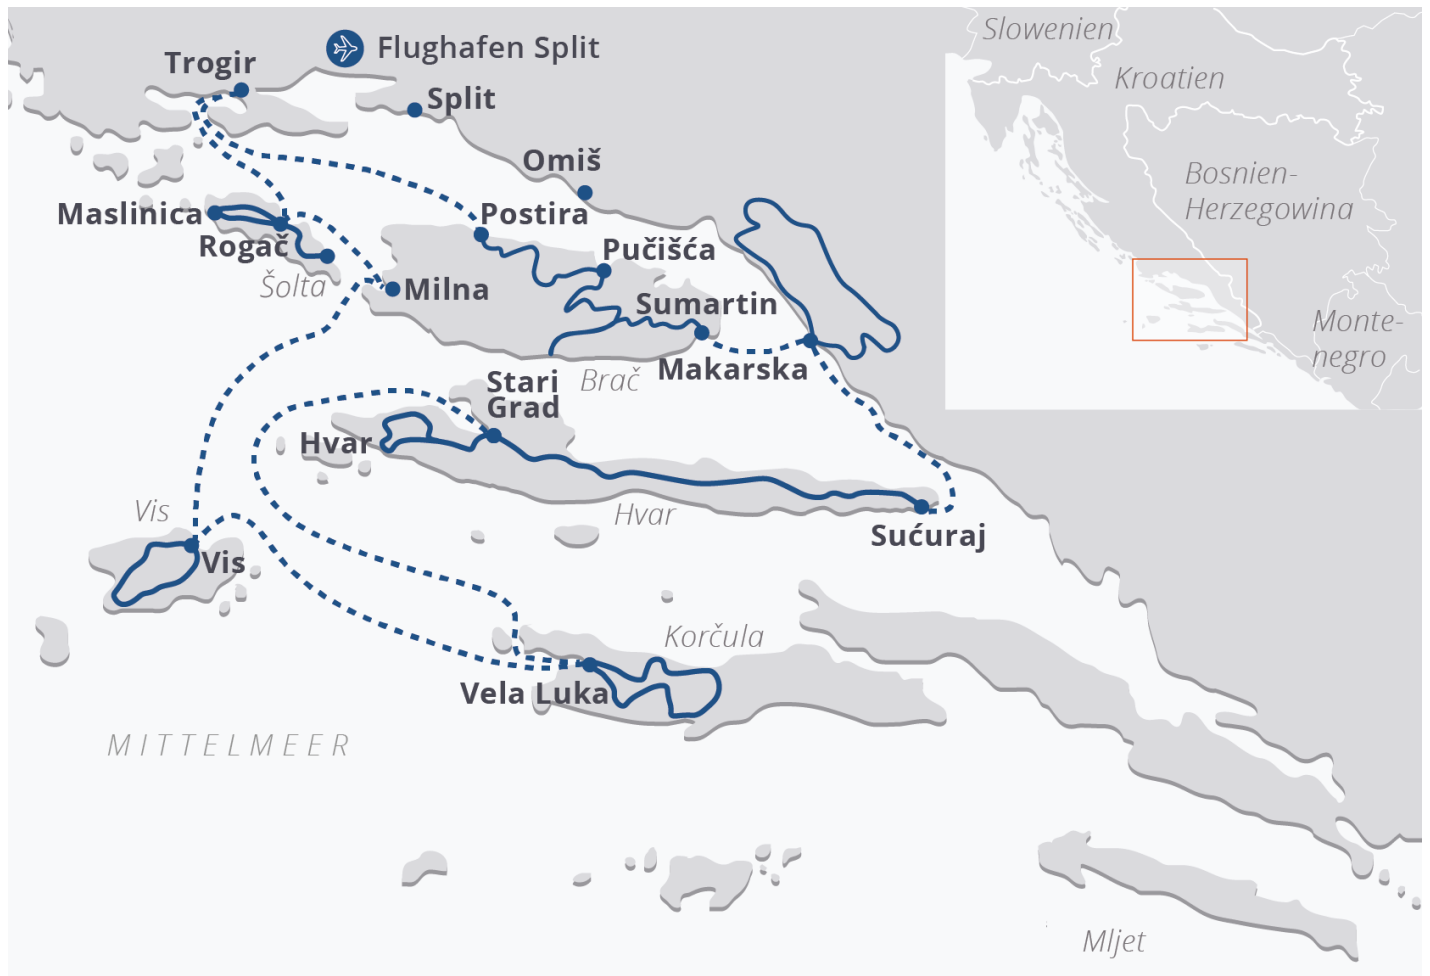 Flughafen Split
Trogir
Split
Omiš
Maslinica
Rogač
Šolta
Postira
Pučišća
Milna
Sumartin
Brač
Makarska
Stari
Grad
Hvar
Hvar
Sućuraj
Vis
Vis
Korčula
Vela Luka
MITTELMEER
Mljet
Slowenien
Kroatien
Bosnien-
Herzegowina
Monte-
negro